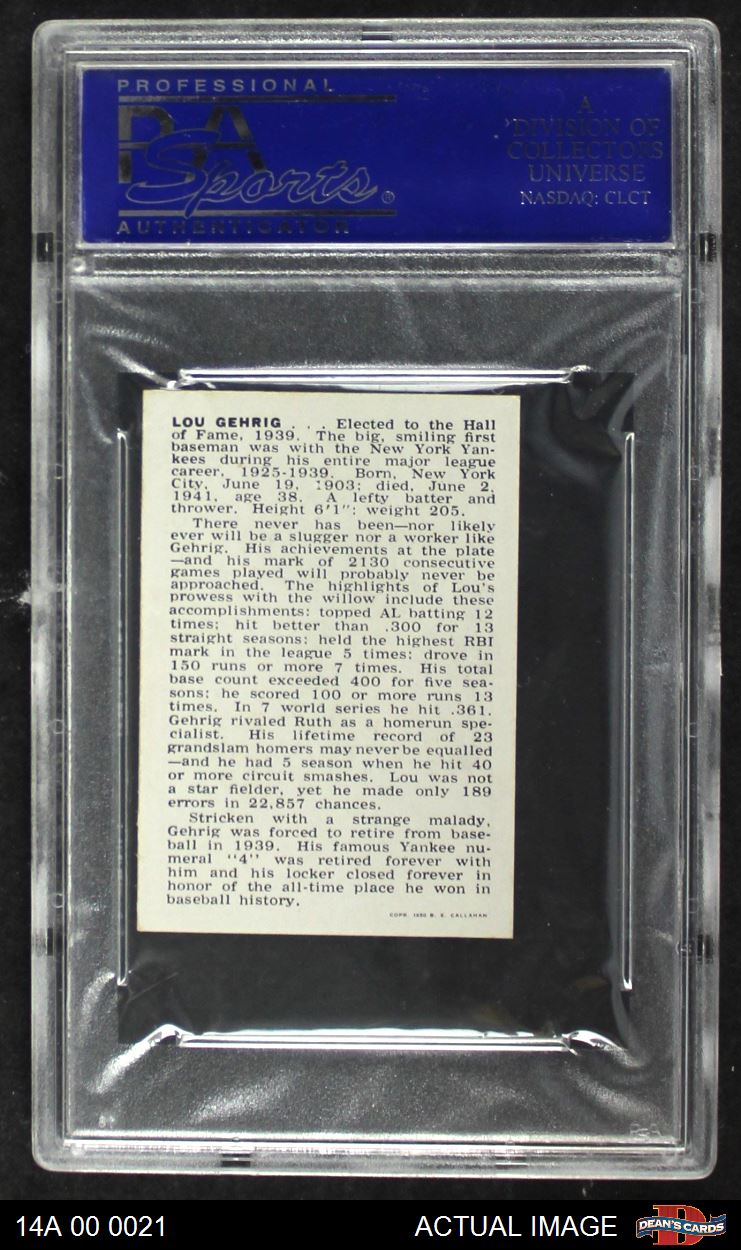 PROFESSIONAL
PSA
Sports®
AUTHENTICATOR
A
DIVISION OF
COLLECTORS
UNIVERSE
NASDAQ: CLCT
LOU GEHRIG . . . Elected to the Hall
of Fame, 1939. The big, smiling first
baseman was with the New York Yan-
kees during his entire major league
career, 1925-1939. Born, New York
City, June 19, 1903; died, June 2,
1941, age 38. A lefty batter and
thrower. Height 6'1"; weight 205.
There never has been—nor likely
ever will be a slugger nor a worker like
Gehrig. His achievements at the plate
—and his mark of 2130 consecutive
games played will probably never be
approached. The highlights of Lou's
prowess with the willow include these
accomplishments: topped AL batting 12
times; hit better than .300 for 13
straight seasons; held the highest RBI
mark in the league 5 times; drove in
150 runs or more 7 times. His total
base count exceeded 400 for five sea-
sons; he scored 100 or more runs 13
times. In 7 world series he hit .361.
Gehrig rivaled Ruth as a homerun spe-
cialist. His lifetime record of 23
grandslam homers may never be equalled
—and he had 5 season when he hit 40
or more circuit smashes. Lou was not
a star fielder, yet he made only 189
errors in 22,857 chances.
Stricken with a strange malady,
Gehrig was forced to retire from base-
ball in 1939. His famous Yankee nu-
meral "4" was retired forever with
him and his locker closed forever in
honor of the all-time place he won in
baseball history.
COPR. 1950 B. E. CALLAHAN
PSA
14A 00 0021
ACTUAL IMAGE
D
DEAN'S CARDS